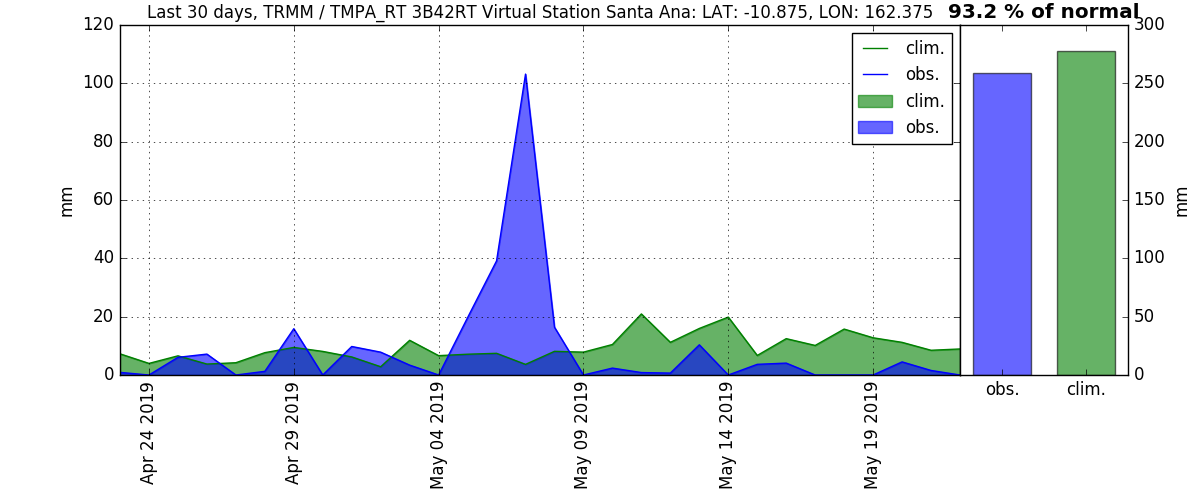 Last 30 days, TRMM / TMPA_RT 3B42RT Virtual Station Santa Ana: LAT: -10.875, LON: 162.375
93.2 % of normal
120
100
80
60
40
20
0
mm
clim.
obs.
clim.
obs.
Apr 24 2019
Apr 29 2019
May 04 2019
May 09 2019
May 14 2019
May 19 2019
300
250
200
150
100
50
0
mm
obs.
clim.